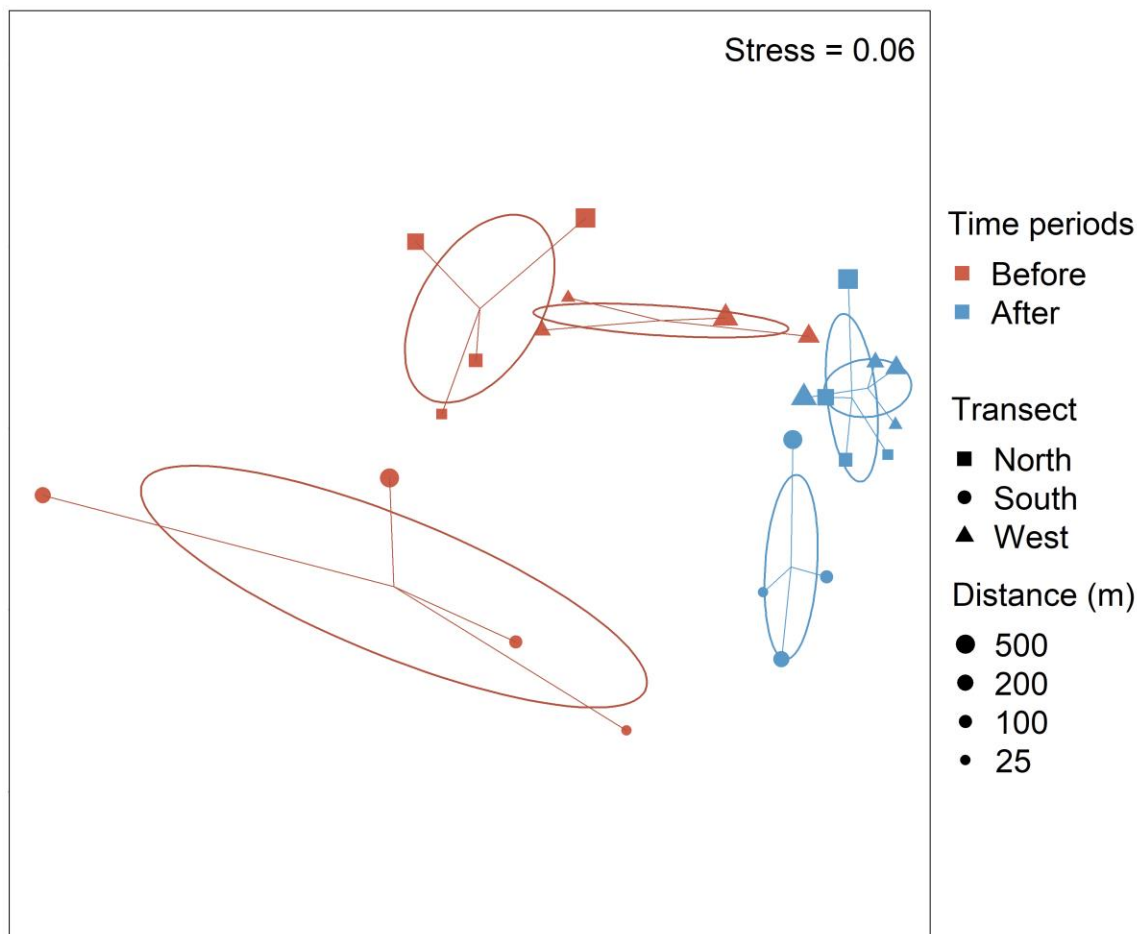 Stress = 0.06
Time periods
Before
After
Transect
North
South
West
Distance (m)
500
200
100
25